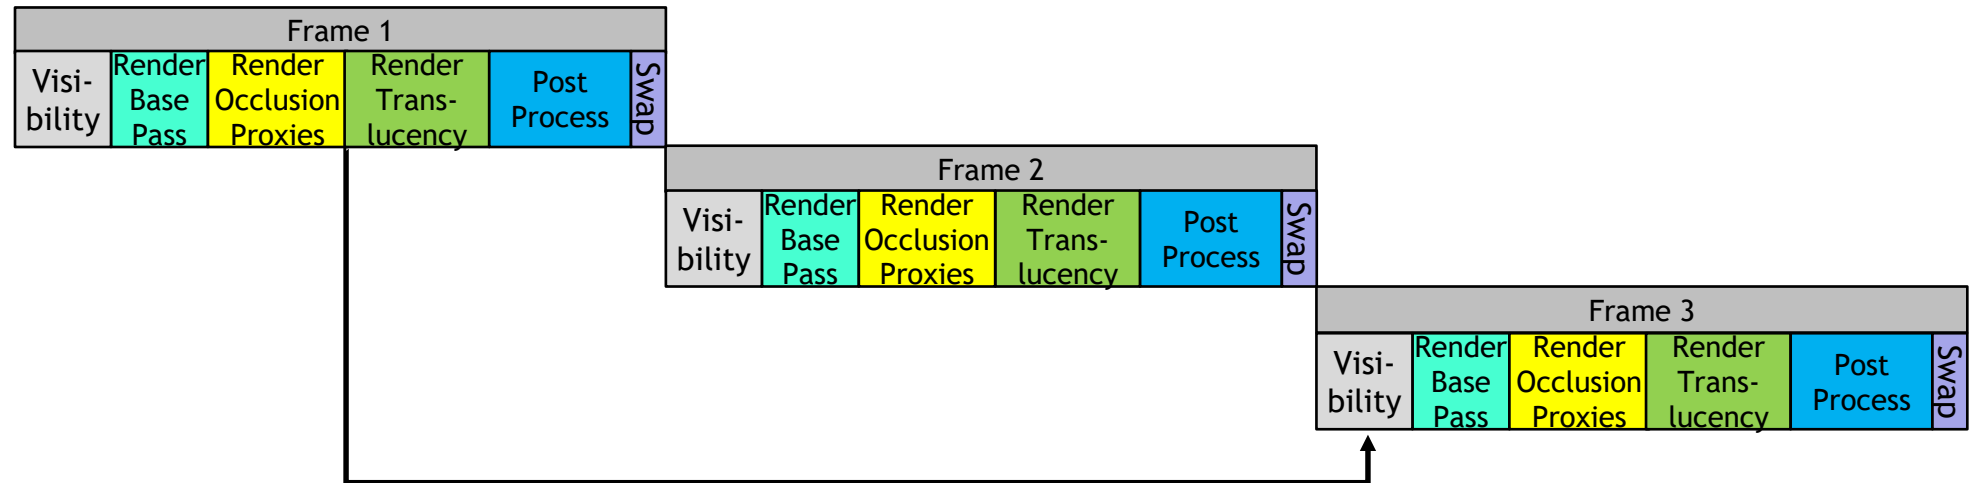 Frame 1
Visi-
bility
Render
Base
Pass
Render
Occlusion
Proxies
Render
Trans-
lucency
Post
Process
Swap
Frame 2
Visi-
bility
Render
Base
Pass
Render
Occlusion
Proxies
Render
Trans-
lucency
Post
Process
Swap
Frame 3
Visi-
bility
Render
Base
Pass
Render
Occlusion
Proxies
Render
Trans-
lucency
Post
Process
Swap